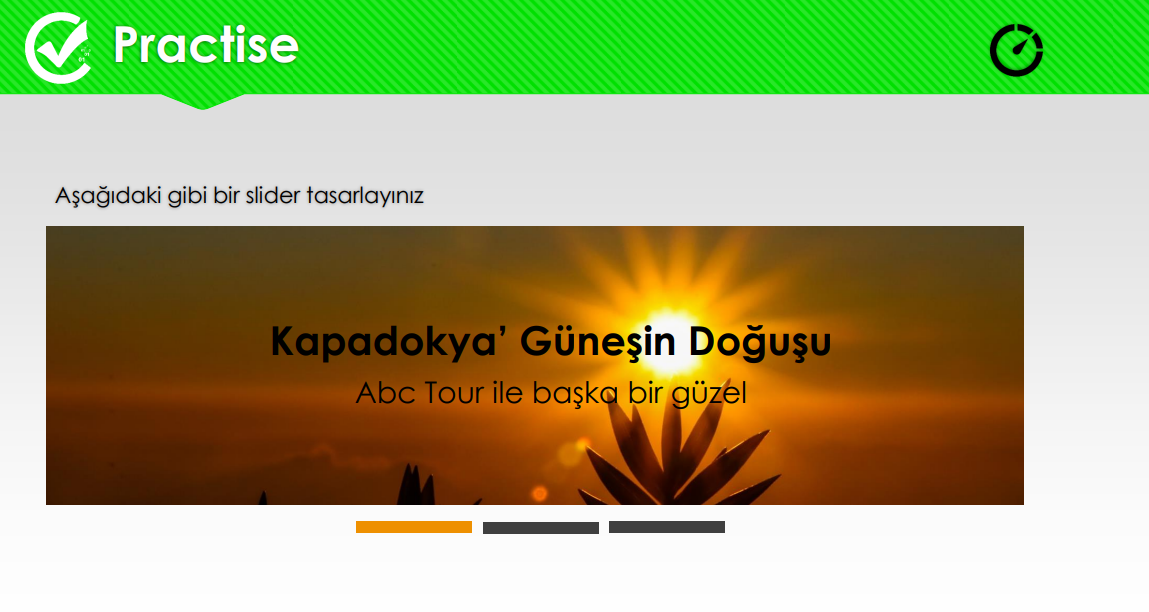 Practise
Aşağıdaki gibi bir slider tasarlayınız
Kapadokya’ Güneşin Doğuşu
Abc Tour ile başka bir güzel